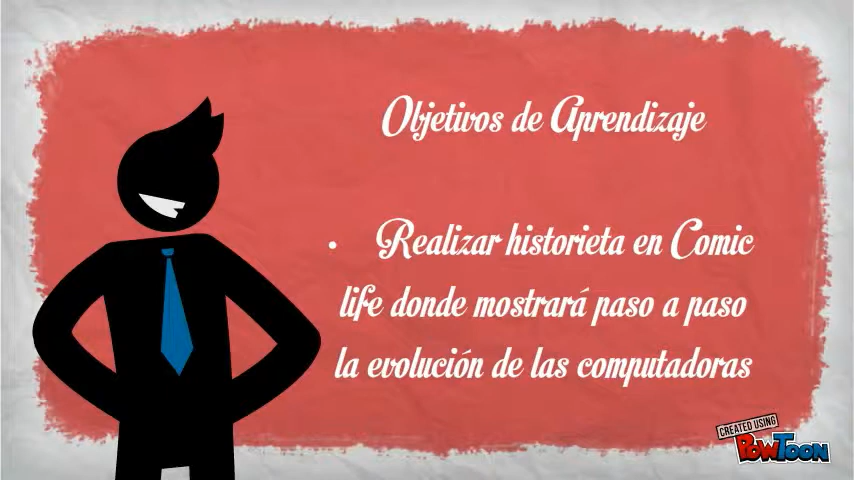 Objetivos de Aprendizaje
• Realizar historieta en Comic
life donde mostrará paso a paso
la evolución de las computadoras
CREATED USING
POWTOON